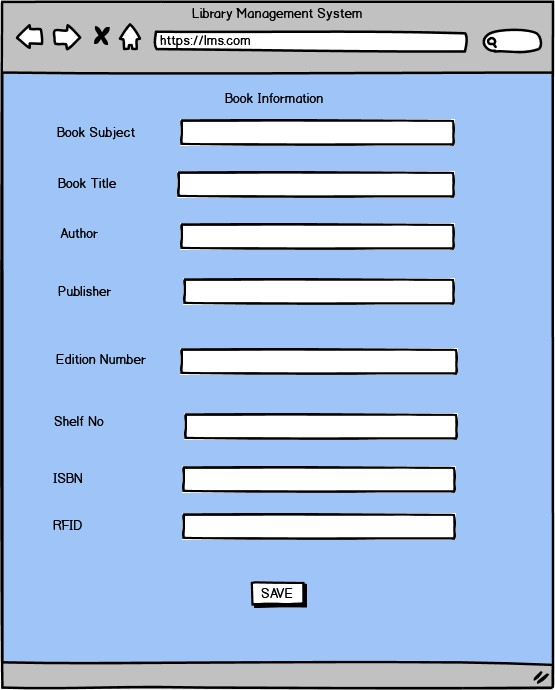 Library Management System
https://lms.com
Book Information
Book Subject
Book Title
Author
Publisher
Edition Number
Shelf No
ISBN
RFID
SAVE